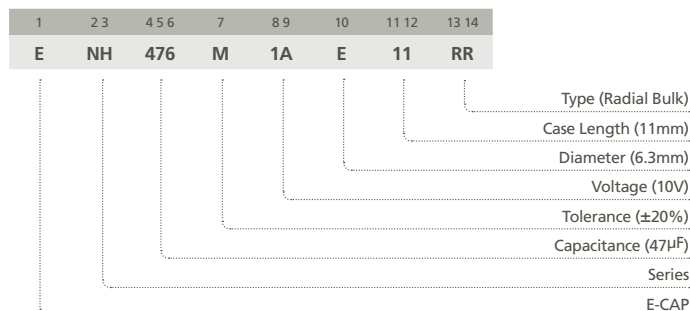 1 2 3 4 5 6 7 8 9 10 11 12 13 14
E NH 476 M 1A E 11 RR
Type (Radial Bulk)
Case Length (11mm)
Diameter (6.3mm)
Voltage (10V)
Tolerance (±20%)
Capacitance (47µF)
Series
E-CAP